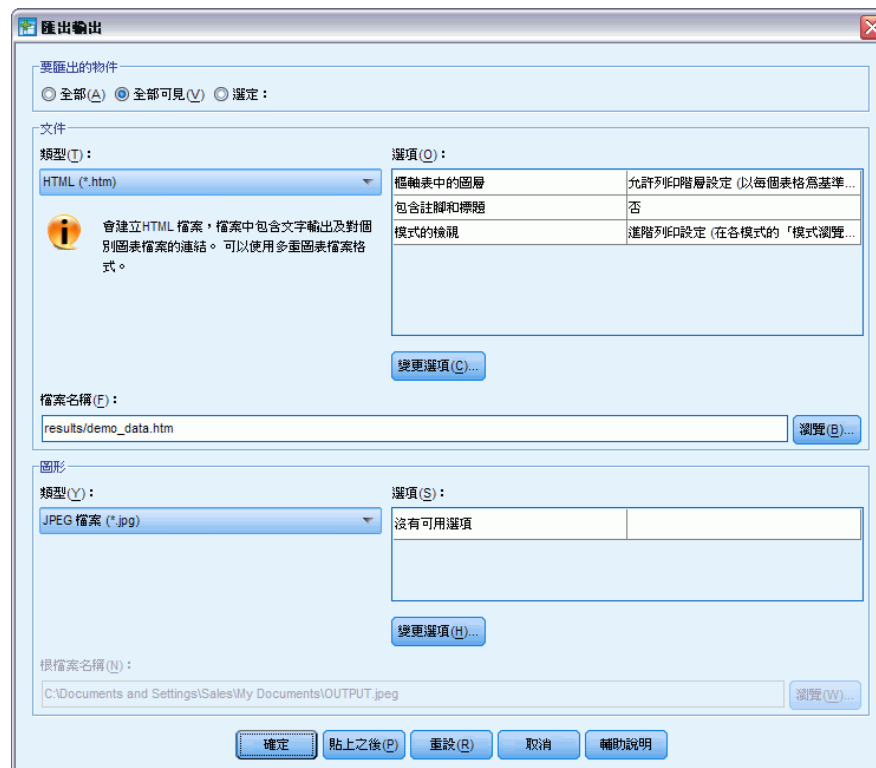 匯出輸出
要匯出的物件
全部(A) 全部可見(V) 選定：
文件
類型(T)：
選項(O)：
HTML (*.htm)
樞軸表中的圖層 允許列印階層設定 (以每個表格爲基準...
包含註腳和標題 否
模式的檢視 進階列印設定 (在各模式的「模式瀏覽...
會建立HTML 檔案，檔案中包含文字輸出及對個
別圖表檔案的連結。 可以使用多重圖表檔案格
式。
變更選項(C)...
檔案名稱(F)：
results/demo_data.htm
瀏覽(B)...
圖形
類型(Y)：
選項(S)：
JPEG 檔案 (*.jpg)
沒有可用選項
變更選項(H)...
根檔案名稱(N)：
C:\Documents and Settings\Sales\My Documents\OUTPUT.jpeg
瀏覽(W)...
確定 貼上之後(P) 重設(R) 取消 輔助說明